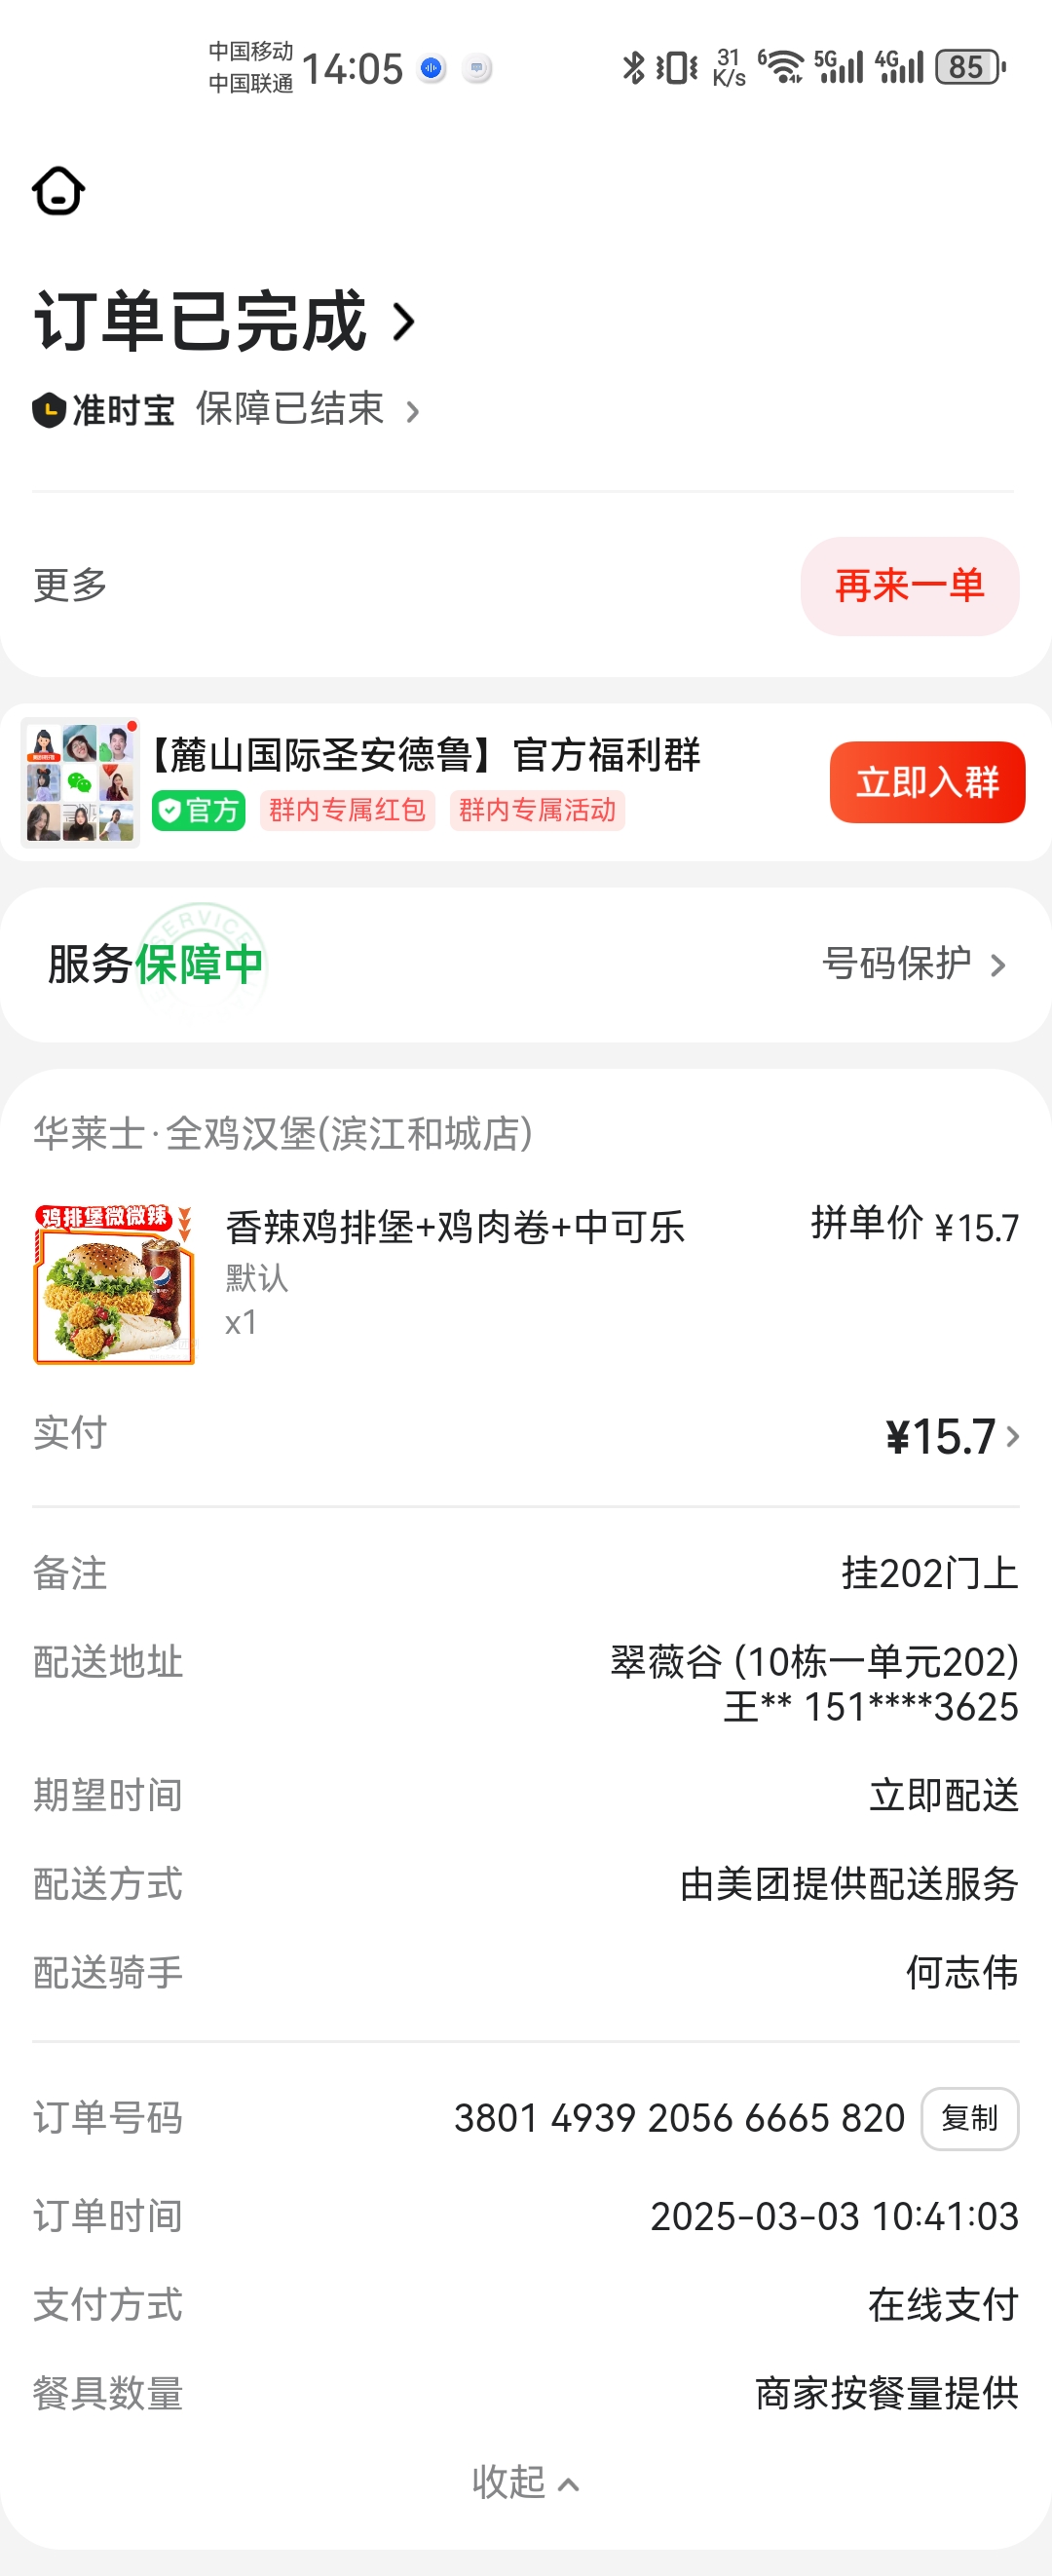 中国移动
中国联通
14:05
31
K/s
6
5G
4G
85
订单已完成
准时宝 保障已结束
更多
再来一单
【麓山国际圣安德鲁】官方福利群
官方 群内专属红包 群内专属活动
立即入群
SERVICE
服务保障中
号码保护
华莱士·全鸡汉堡(滨江和城店)
鸡排堡微微辣
香辣鸡排堡+鸡肉卷+中可乐
拼单价 ¥15.7
默认
x1
实付
¥15.7
备注
挂202门上
配送地址
翠薇谷 (10栋一单元202)
王** 151****3625
期望时间
立即配送
配送方式
由美团提供配送服务
配送骑手
何志伟
订单号码
3801 4939 2056 6665 820
复制
订单时间
2025-03-03 10:41:03
支付方式
在线支付
餐具数量
商家按餐量提供
收起